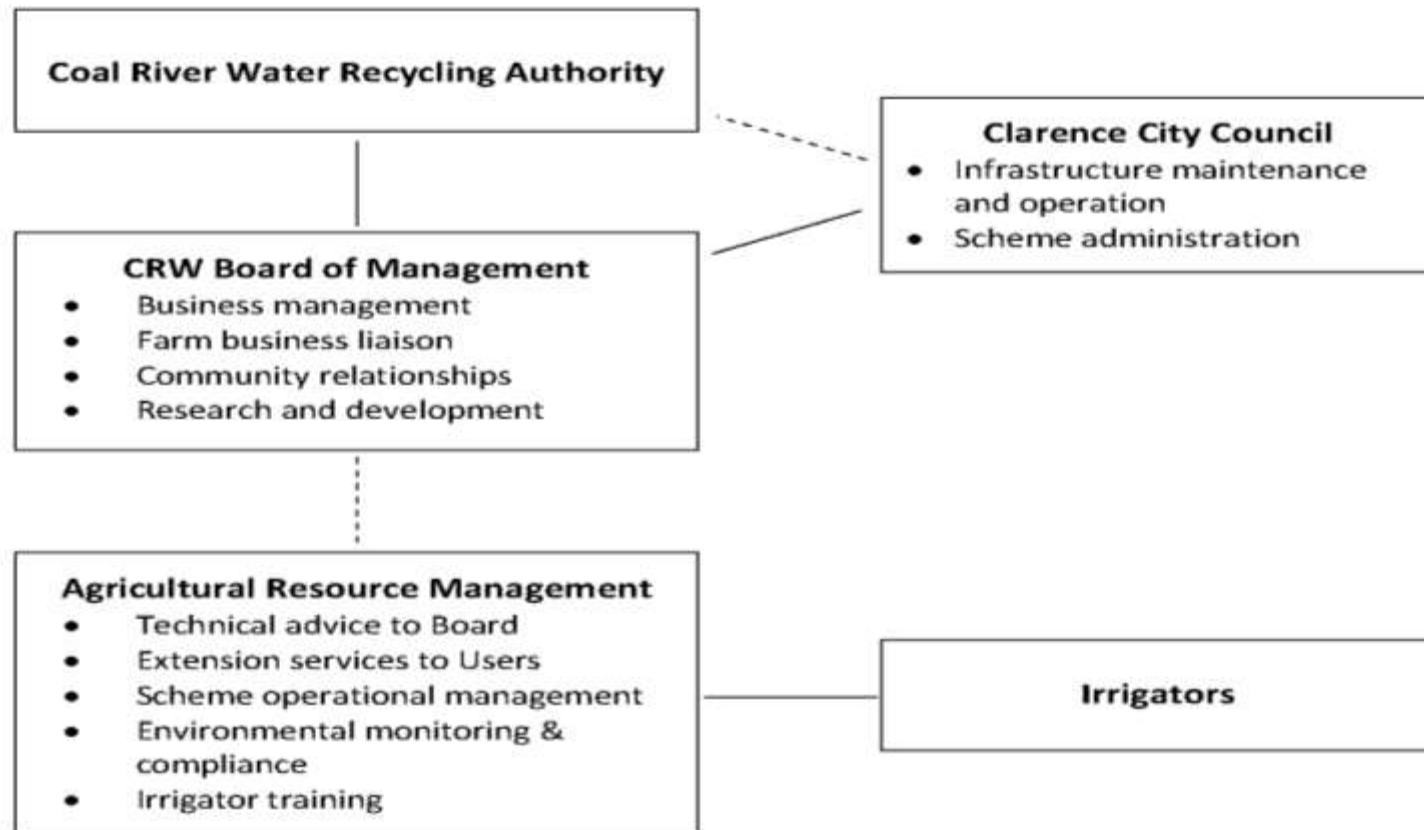 Coal River Water Recycling Authority
Clarence City Council
• Infrastructure maintenance
and operation
• Scheme administration
CRW Board of Management
• Business management
• Farm business liaison
• Community relationships
• Research and development
Agricultural Resource Management
• Technical advice to Board
• Extension services to Users
• Scheme operational management
• Environmental monitoring &
compliance
• Irrigator training
Irrigators